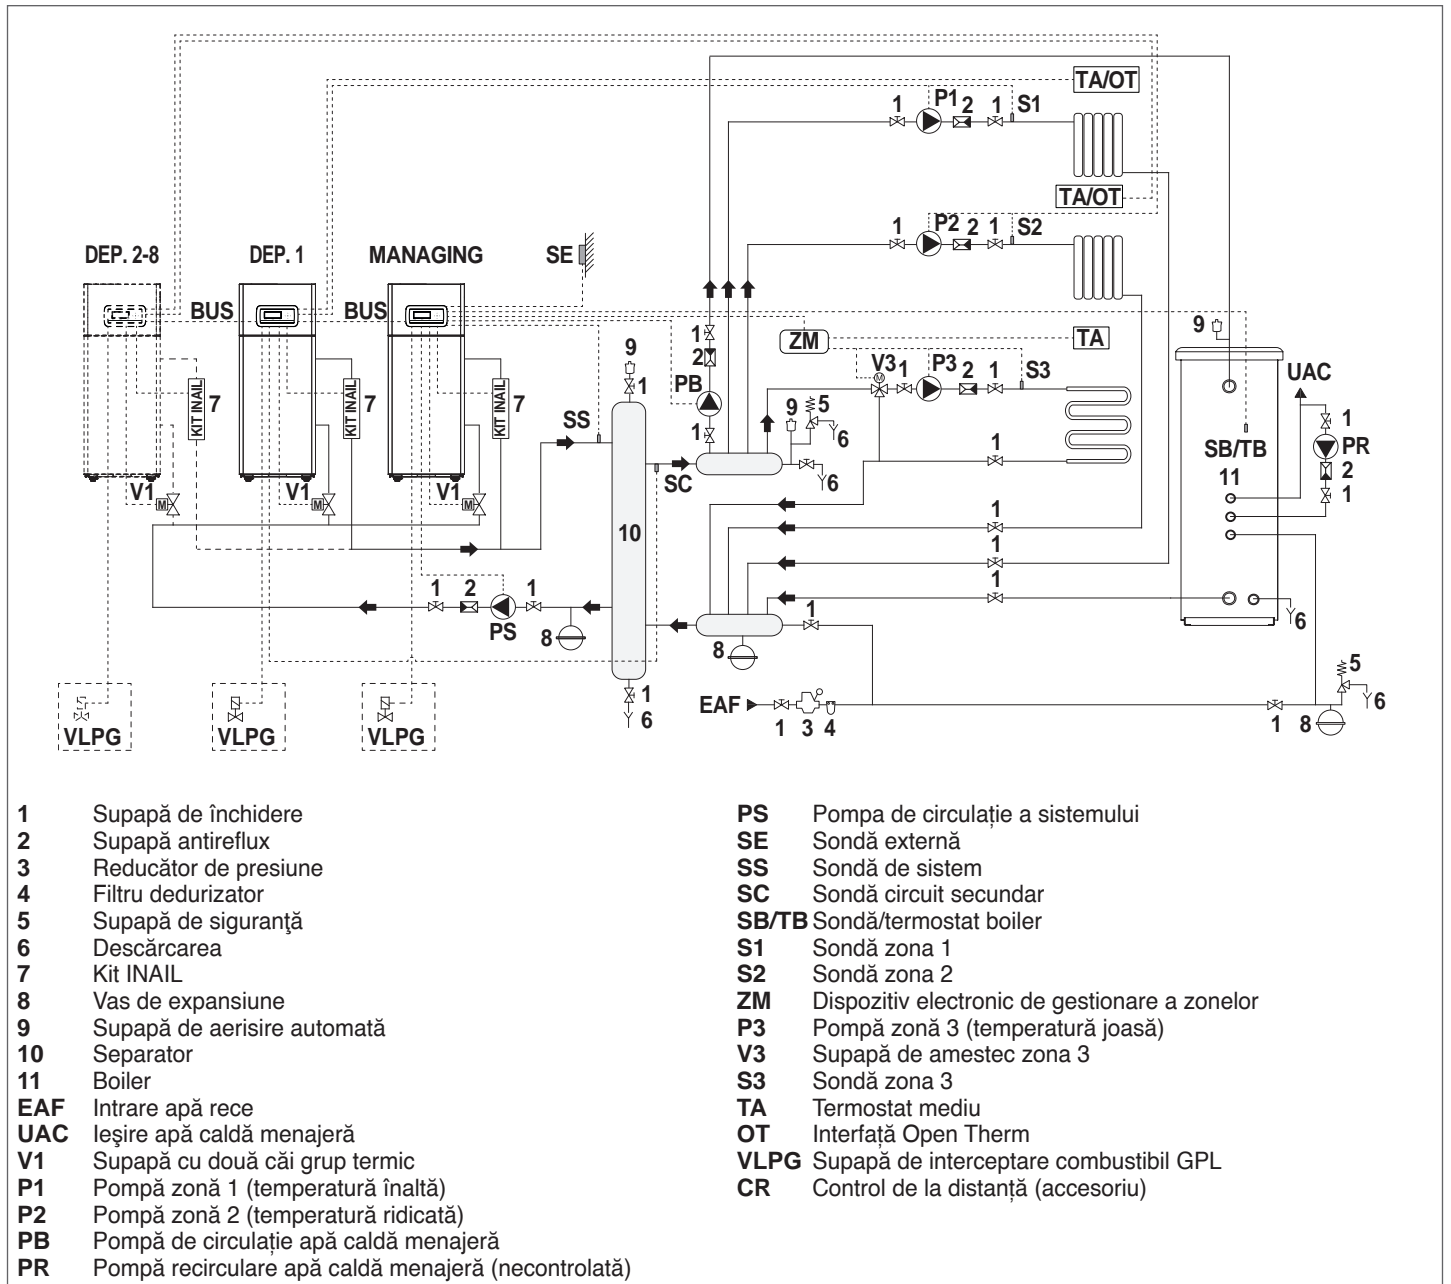 TA/OT
1 P1 2 1 S1
TA/OT
1 P2 2 1 S2
DEP. 2-8 DEP. 1 MANAGING SE
BUS BUS
ZM TA
9
1
2
PB
1
V3 1 P3 2 1 S3
9 5
6
6
9
1
KIT INAIL 7
KIT INAIL 7
KIT INAIL 7
SS
SC
9
UAC
1
PR
2
1
SB/TB
11
V1 M
V1 M
V1 M
M
10
1
1
1
1
1 2 1
PS
8
8
1
6
5
6
1
6
EAF
1 3 4
1
8
VLPG VLPG VLPG
1 Supapă de închidere
2 Supapă antireflux
3 Reducător de presiune
4 Filtru dedurizator
5 Supapă de siguranţă
6 Descărcarea
7 Kit INAIL
8 Vas de expansiune
9 Supapă de aerisire automată
10 Separator
11 Boiler
EAF Intrare apă rece
UAC Ieşire apă caldă menajeră
V1 Supapă cu două căi grup termic
P1 Pompă zonă 1 (temperatură înaltă)
P2 Pompă zonă 2 (temperatură ridicată)
PB Pompă de circulație apă caldă menajeră
PR Pompă recirculare apă caldă menajeră (necontrolată)
PS Pompa de circulație a sistemului
SE Sondă externă
SS Sondă de sistem
SC Sondă circuit secundar
SB/TB Sondă/termostat boiler
S1 Sondă zona 1
S2 Sondă zona 2
ZM Dispozitiv electronic de gestionare a zonelor
P3 Pompă zonă 3 (temperatură joasă)
V3 Supapă de amestec zona 3
S3 Sondă zona 3
TA Termostat mediu
OT Interfață Open Therm
VLPG Supapă de interceptare combustibil GPL
CR Control de la distanță (accesoriu)